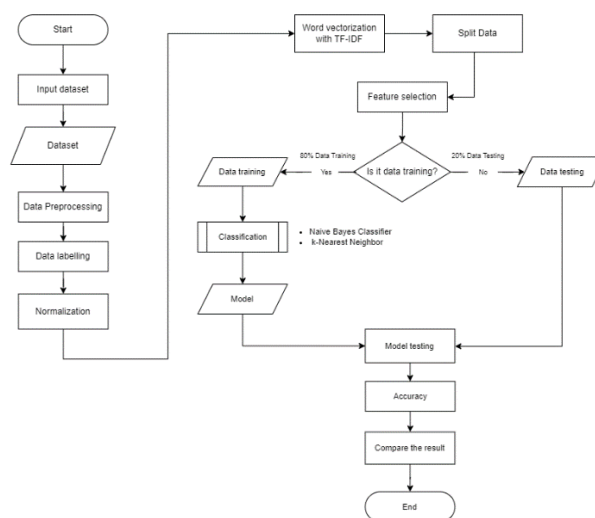 Start
Input dataset
Dataset
Data Preprocessing
Data labelling
Normalization
Word vectorization
with TF-IDF
Split Data
Feature selection
Is it data training?
80% Data Training
Yes
20% Data Testing
No
Data training
Data testing
Classification
• Naive Bayes Classifier
• k-Nearest Neighbor
Model
Model testing
Accuracy
Compare the result
End